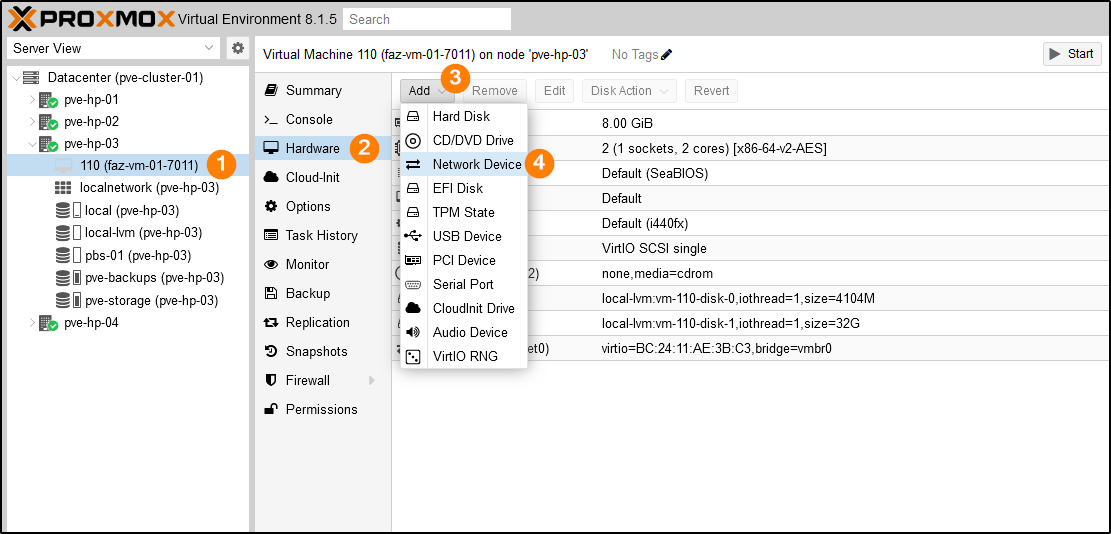 PROXMOX Virtual Environment 8.1.5 Search
Server View
Virtual Machine 110 (faz-vm-01-7011) on node 'pve-hp-03' No Tags Start
Datacenter (pve-cluster-01)
pve-hp-01
pve-hp-02
pve-hp-03
110 (faz-vm-01-7011) 1
localnetwork (pve-hp-03)
local (pve-hp-03)
local-lvm (pve-hp-03)
pbs-01 (pve-hp-03)
pve-backups (pve-hp-03)
pve-storage (pve-hp-03)
pve-hp-04
Summary
Console
Hardware 2
Cloud-Init
Options
Task History
Monitor
Backup
Replication
Snapshots
Firewall
Permissions
Add 3 Remove Edit Disk Action Revert
Hard Disk
CD/DVD Drive
Network Device 4
EFI Disk
TPM State
USB Device
PCI Device
Serial Port
CloudInit Drive
Audio Device
VirtIO RNG
8.00 GiB
2 (1 sockets, 2 cores) [x86-64-v2-AES]
Default (SeaBIOS)
Default
Default (i440fx)
VirtIO SCSI single
2) none,media=cdrom
local-lvm:vm-110-disk-0,iothread=1,size=4104M
local-lvm:vm-110-disk-1,iothread=1,size=32G
et0) virtio=BC:24:11:AE:3B:C3,bridge=vmbr0